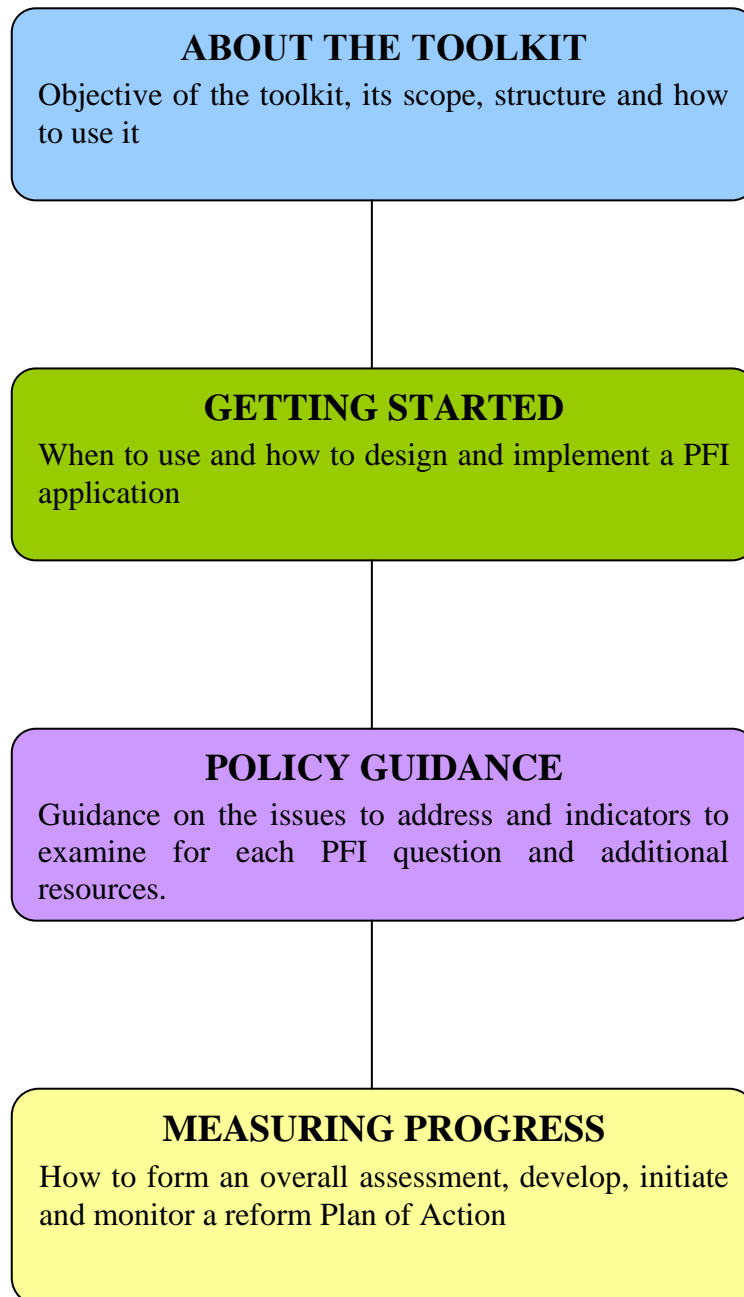 ABOUT THE TOOLKIT
Objective of the toolkit, its scope, structure and how
to use it
GETTING STARTED
When to use and how to design and implement a PFI
application
POLICY GUIDANCE
Guidance on the issues to address and indicators to
examine for each PFI question and additional
resources.
MEASURING PROGRESS
How to form an overall assessment, develop, initiate
and monitor a reform Plan of Action